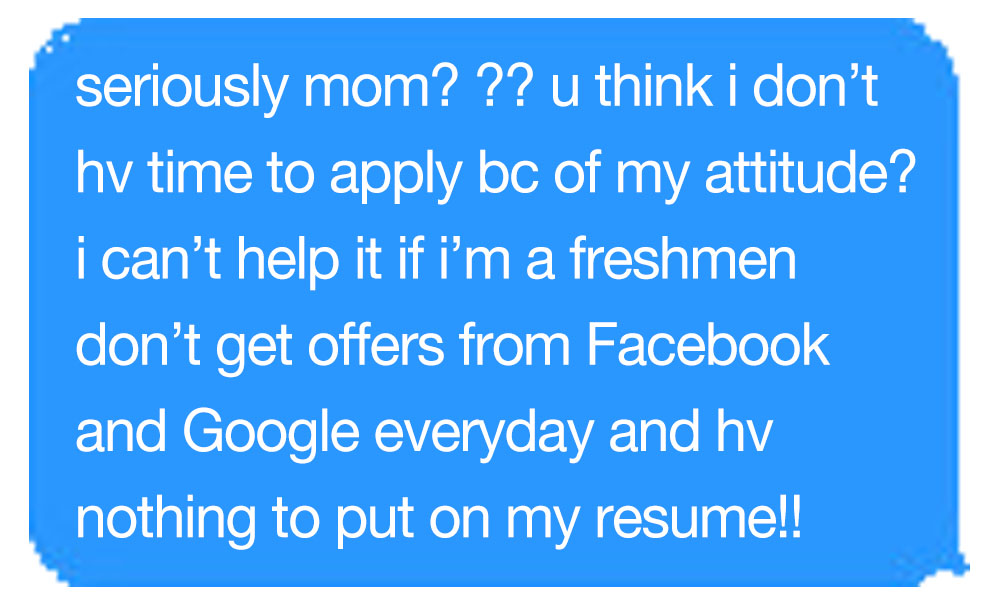 seriously mom? ?? u think i don’t
hv time to apply bc of my attitude?
i can’t help it if i’m a freshmen
don’t get offers from Facebook
and Google everyday and hv
nothing to put on my resume!!